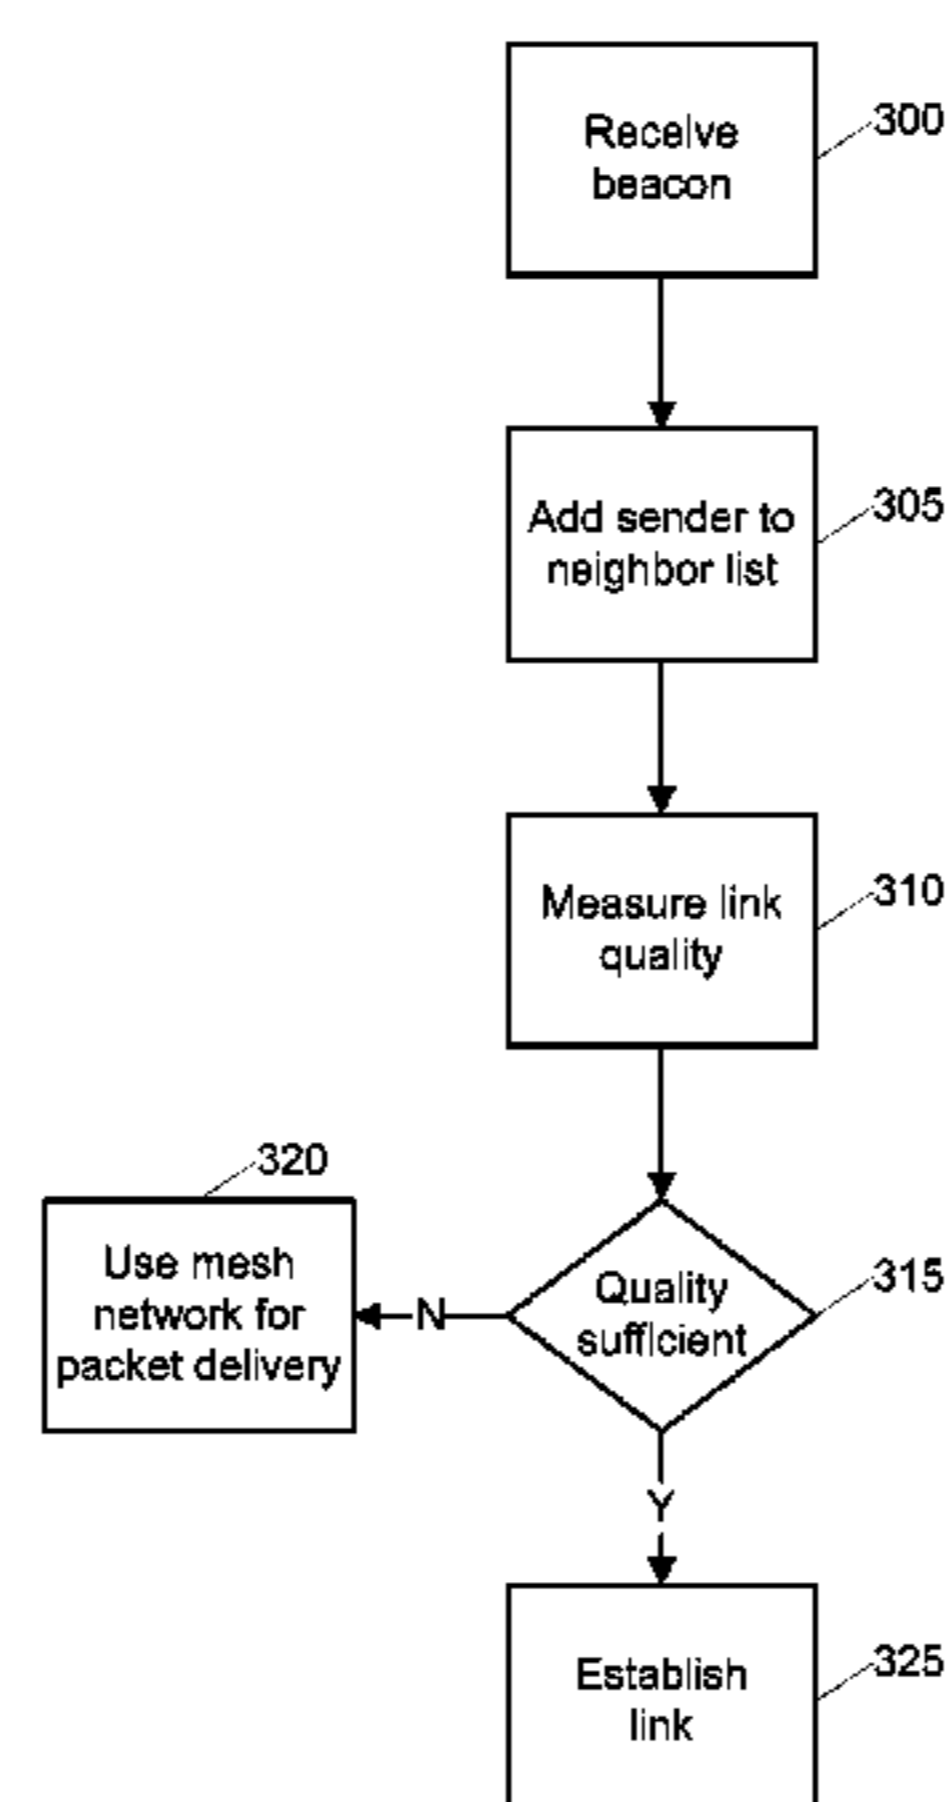 Receive
beacon
300
Add sender to
neighbor list
305
Measure link
quality
310
320
Use mesh
network for
packet delivery
N
Quality
sufficient
315
Y
Establish
link
325